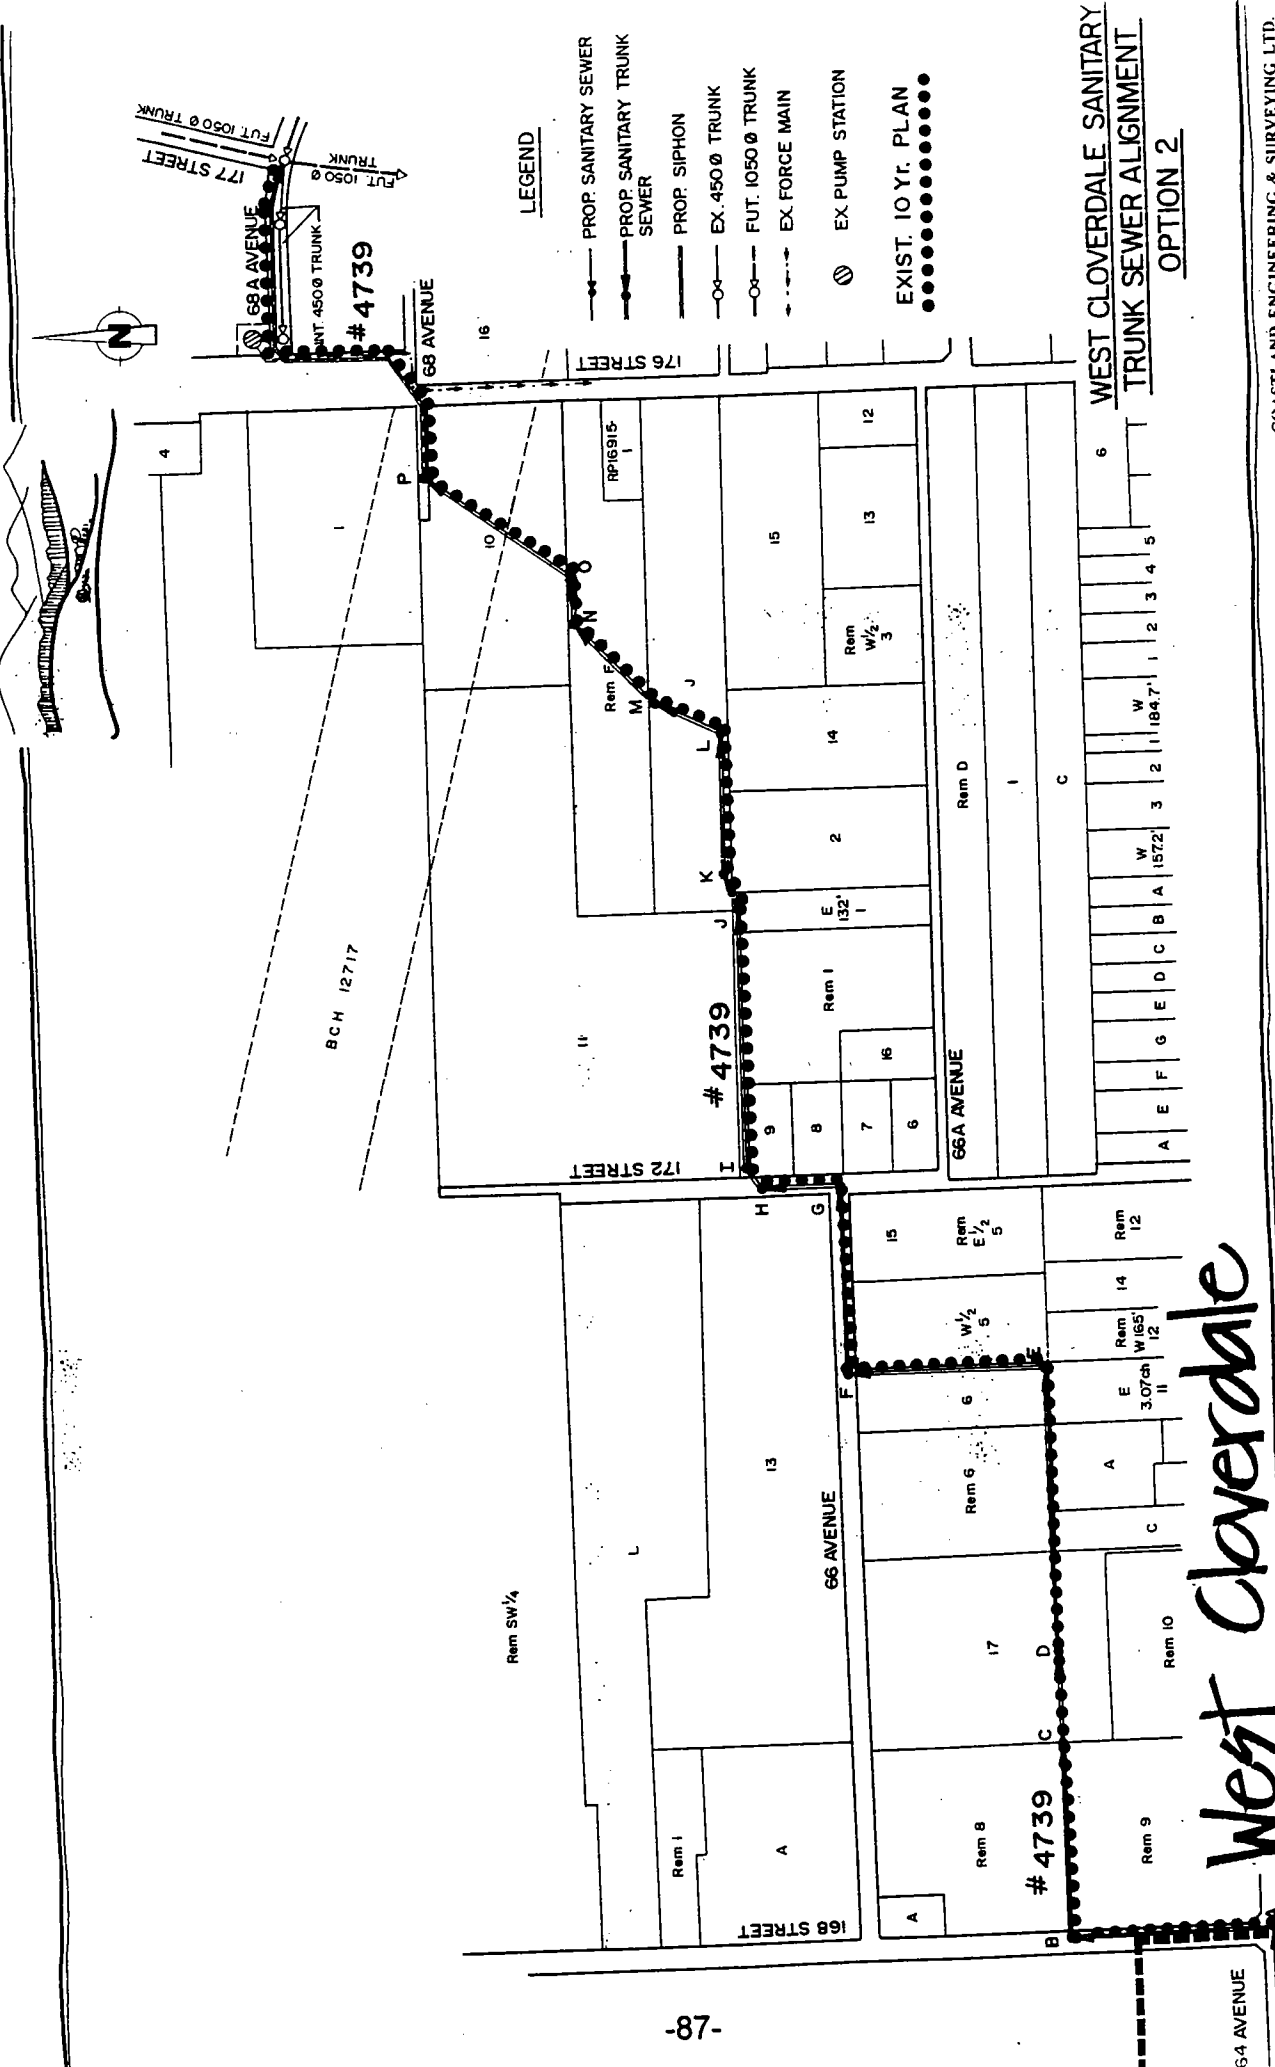 177 STREET
FUT. 1050 Ø TRUNK
FUT. 1050 Ø
TRUNK
68A AVENUE
INT. 450Ø TRUNK
#4739
68 AVENUE
N
16
176 STREET
LEGEND
PROP. SANITARY SEWER
PROP. SANITARY TRUNK
SEWER
PROP. SIPHON
EX. 450Ø TRUNK
FUT. 1050Ø TRUNK
EX. FORCE MAIN
EX. PUMP STATION
EXIST. 10 Yr. PLAN
WEST CLOVERDALE SANITARY
TRUNK SEWER ALIGNMENT
OPTION 2
4
1
P
10
O
N
Rem F
M
J
L
K
J
RP16915
1
15
12
13
Rem
W½
3
14
2
E
132'
1
Rem 1
16
9
8
7
6
BCH 12717
11
#4739
172 STREET
I
H
G
66A AVENUE
Rem D
1
C
6
5
4
3
2
1
W
184.7'
1
2
3
W
157.2'
A
B
C
D
E
G
F
E
A
15
Rem
E½
5
W½
5
Rem
12
14
Rem
W165'
12
E
3.07ch
11
F
E
6
Rem 6
A
C
13
L
Rem SW¼
66 AVENUE
17
D
C
Rem 10
Rem 1
A
168 STREET
A
Rem 8
#4739
Rem 9
B
64 AVENUE
West Cloverdale
-87-